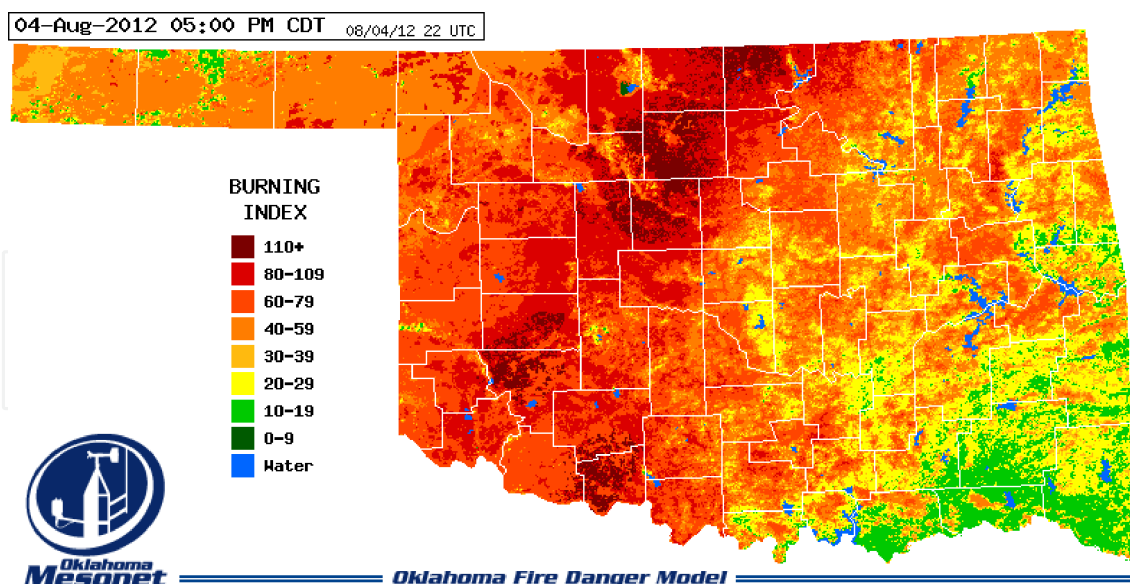 04-Aug-2012 05:00 PM CDT 08/04/12 22 UTC
BURNING
INDEX
110+
80-109
60-79
40-59
30-39
20-29
10-19
0-9
Water
Oklahoma
Mesonet
Oklahoma Fire Danger Model